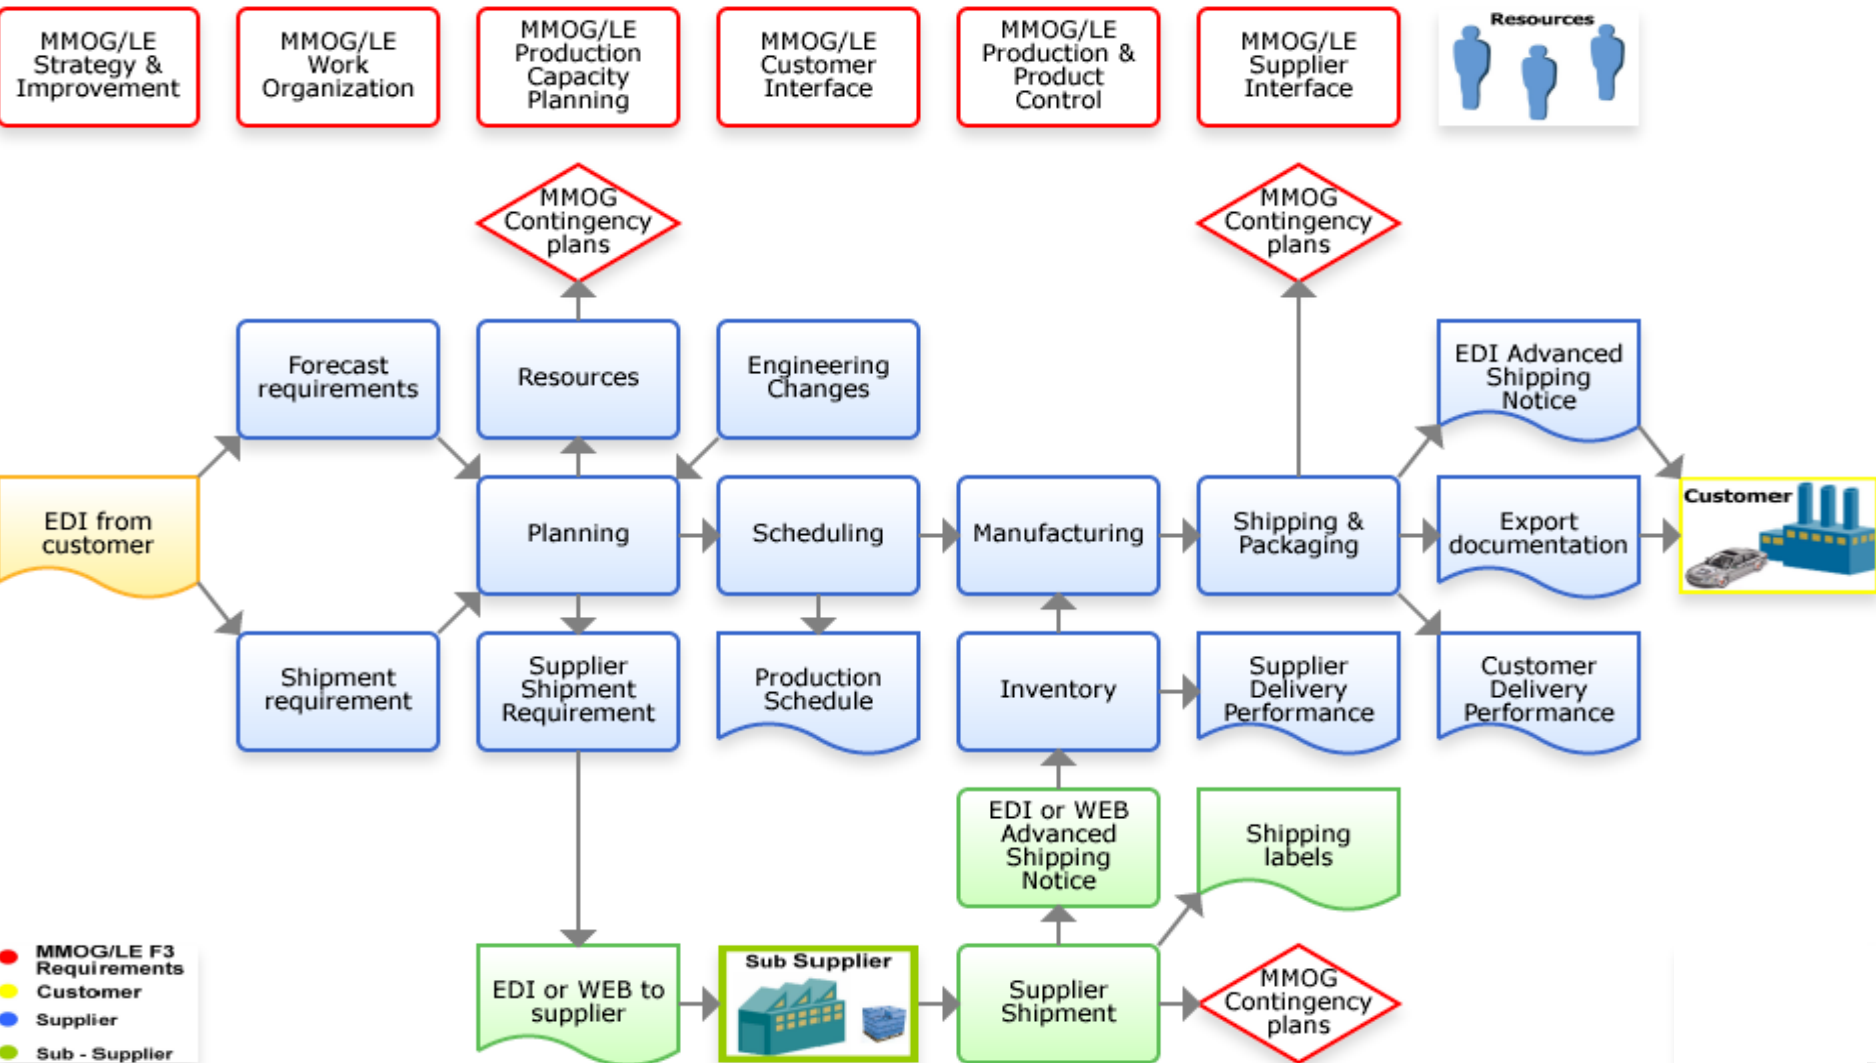 MMOG/LE
Strategy &
Improvement
MMOG/LE
Work
Organization
MMOG/LE
Production
Capacity
Planning
MMOG/LE
Customer
Interface
MMOG/LE
Production &
Product
Control
MMOG/LE
Supplier
Interface
Resources
MMOG
Contingency
plans
MMOG
Contingency
plans
Forecast
requirements
Resources
Engineering
Changes
EDI Advanced
Shipping
Notice
EDI from
customer
Planning
Scheduling
Manufacturing
Shipping &
Packaging
Export
documentation
Customer
Shipment
requirement
Supplier
Shipment
Requirement
Production
Schedule
Inventory
Supplier
Delivery
Performance
Customer
Delivery
Performance
EDI or WEB
Advanced
Shipping
Notice
Shipping
labels
MMOG/LE F3
Requirements
Customer
Supplier
Sub - Supplier
EDI or WEB to
supplier
Sub Supplier
Supplier
Shipment
MMOG
Contingency
plans